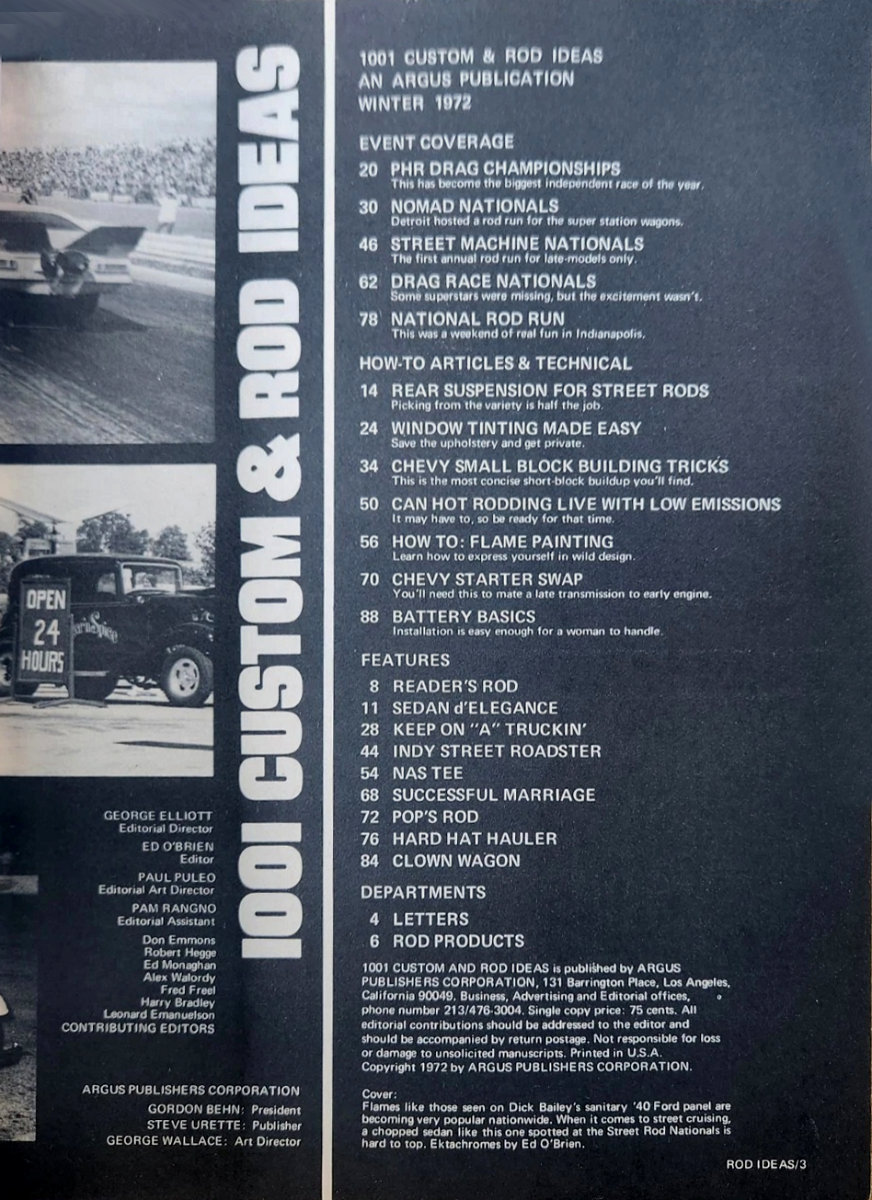 OPEN
24
HOURS
GEORGE ELLIOTT
Editorial Director
ED O'BRIEN
Editor
PAUL PULEO
Editorial Art Director
PAM RANGNO
Editorial Assistant
Don Emmons
Robert Hegge
Ed Monaghan
Alex Walordy
Fred Freel
Harry Bradley
Leonard Emanuelson
CONTRIBUTING EDITORS
ARGUS PUBLISHERS CORPORATION
GORDON BEHN: President
STEVE URETTE: Publisher
GEORGE WALLACE: Art Director
1001 CUSTOM & ROD IDEAS
1001 CUSTOM & ROD IDEAS
AN ARGUS PUBLICATION
WINTER 1972
EVENT COVERAGE
20 PHR DRAG CHAMPIONSHIPS
This has become the biggest independent race of the year.
30 NOMAD NATIONALS
Detroit hosted a rod run for the super station wagons.
46 STREET MACHINE NATIONALS
The first annual rod run for late-models only.
62 DRAG RACE NATIONALS
Some superstars were missing, but the excitement wasn't.
78 NATIONAL ROD RUN
This was a weekend of real fun in Indianapolis.
HOW-TO ARTICLES & TECHNICAL
14 REAR SUSPENSION FOR STREET RODS
Picking from the variety is half the job.
24 WINDOW TINTING MADE EASY
Save the upholstery and get private.
34 CHEVY SMALL BLOCK BUILDING TRICKS
This is the most concise short-block buildup you'll find.
50 CAN HOT RODDING LIVE WITH LOW EMISSIONS
It may have to, so be ready for that time.
56 HOW TO: FLAME PAINTING
Learn how to express yourself in wild design.
70 CHEVY STARTER SWAP
You'll need this to mate a late transmission to early engine.
88 BATTERY BASICS
Installation is easy enough for a woman to handle.
FEATURES
8 READER'S ROD
11 SEDAN d'ELEGANCE
28 KEEP ON "A" TRUCKIN'
44 INDY STREET ROADSTER
54 NAS TEE
68 SUCCESSFUL MARRIAGE
72 POP'S ROD
76 HARD HAT HAULER
84 CLOWN WAGON
DEPARTMENTS
4 LETTERS
6 ROD PRODUCTS
1001 CUSTOM AND ROD IDEAS is published by ARGUS
PUBLISHERS CORPORATION, 131 Barrington Place, Los Angeles,
California 90049. Business, Advertising and Editorial offices,
phone number 213/476-3004. Single copy price: 75 cents. All
editorial contributions should be addressed to the editor and
should be accompanied by return postage. Not responsible for loss
or damage to unsolicited manuscripts. Printed in U.S.A.
Copyright 1972 by ARGUS PUBLISHERS CORPORATION.
Cover:
Flames like those seen on Dick Bailey's sanitary '40 Ford panel are
becoming very popular nationwide. When it comes to street cruising,
a chopped sedan like this one spotted at the Street Rod Nationals is
hard to top. Ektachromes by Ed O'Brien.
ROD IDEAS/3